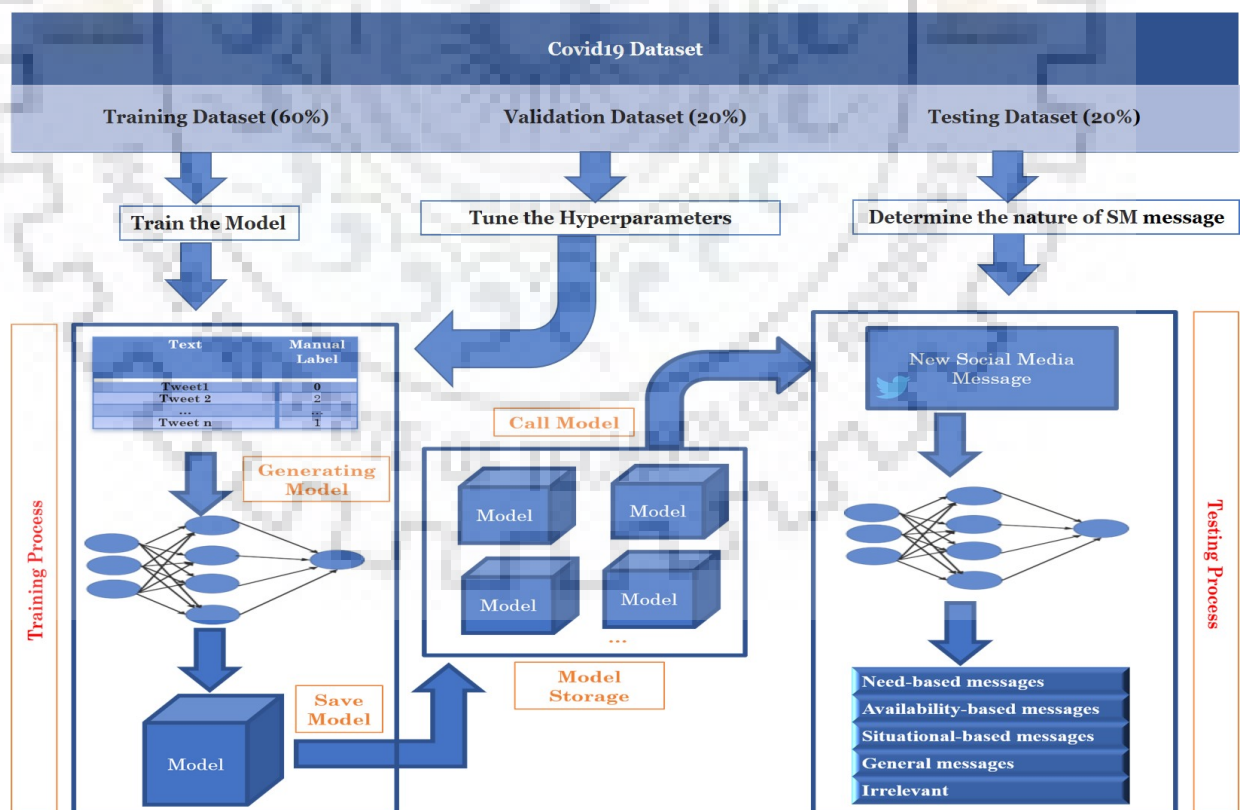 Covid19 Dataset
Training Dataset (60%)
Validation Dataset (20%)
Testing Dataset (20%)
Train the Model
Tune the Hyperparameters
Determine the nature of SM message
Training Process
Text
Manual
Label
Tweet1
0
Tweet 2
2
...
...
Tweet n
1
Generating
Model
Model
Save
Model
Call Model
Model
Model
Model
Model
...
Model
Storage
New Social Media
Message
Need-based messages
Availability-based messages
Situational-based messages
General messages
Irrelevant
Testing Process